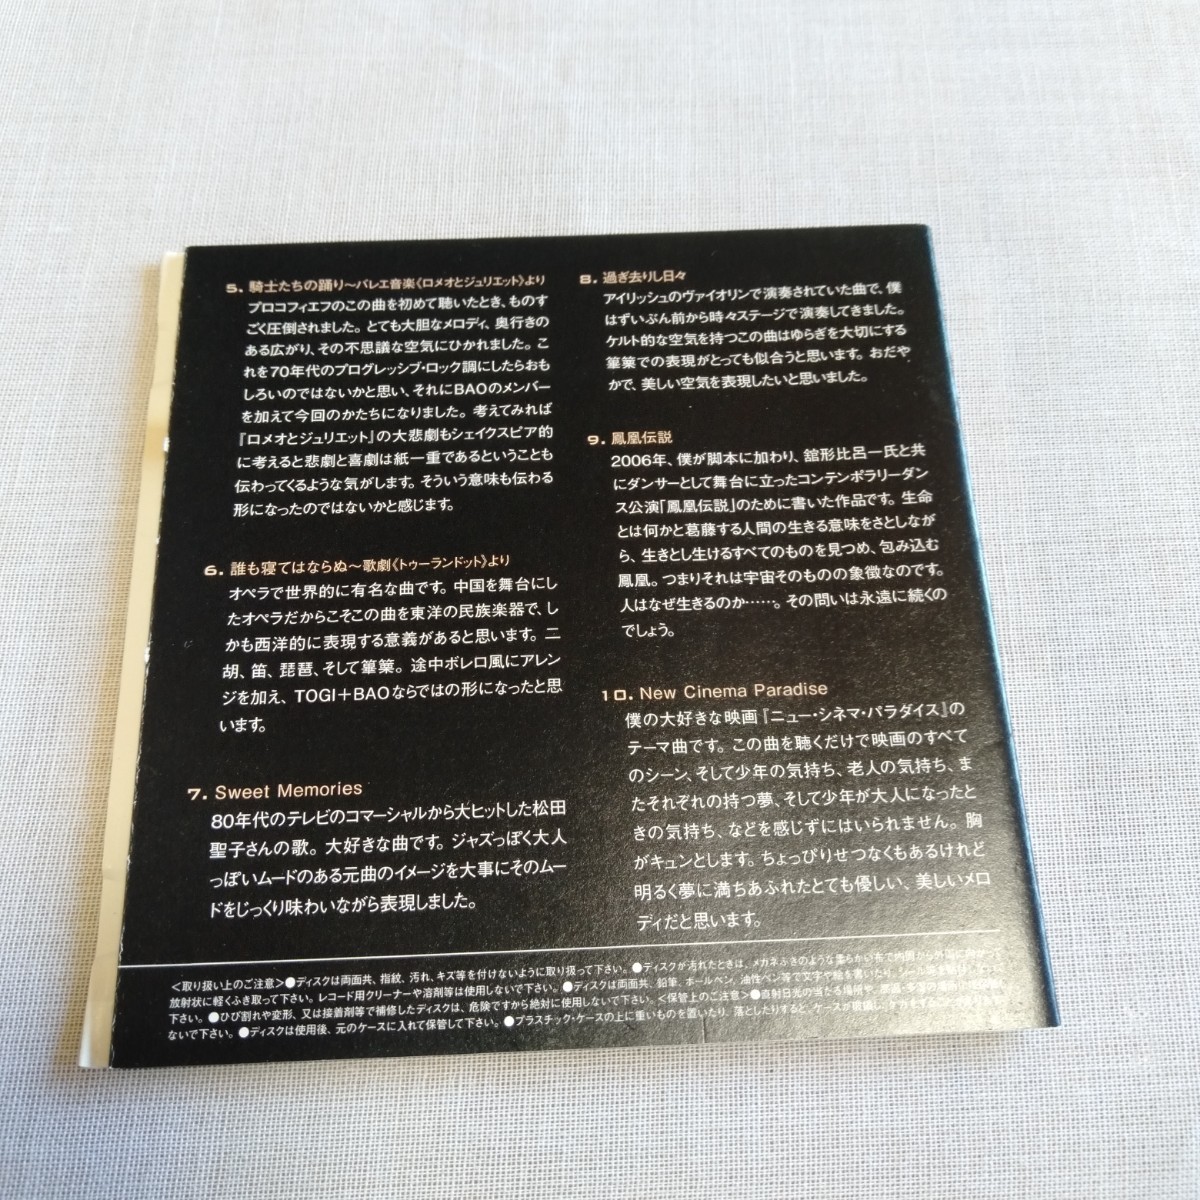 5. 騎士たちの踊り～バレエ音楽《ロメオとジュリエット》より
プロコフィエフのこの曲を初めて聴いたとき、ものす
ごく圧倒されました。とても大胆なメロディ、奥行きの
ある広がり、その不思議な空気にひかれました。こ
れを70年代のプログレッシブ・ロック調にしたらおも
しろいのではないかと思い、それにBAOのメンバー
を加えて今回のかたちになりました。考えてみれば
『ロメオとジュリエット』の大悲劇もシェイクスピア的
に考えると悲劇と喜劇は紙一重であるということも
伝わってくるような気がします。そういう意味も伝わる
形になったのではないかと感じます。
6. 誰も寝てはならぬ～歌劇《トゥーランドット》より
オペラで世界的に有名な曲です。中国を舞台にし
たオペラだからこそこの曲を東洋の民族楽器で、し
かも西洋的に表現する意義があると思います。二
胡、笛、琵琶、そして篳篥。途中ボレロ風にアレン
ジを加え、TOGI+BAOならではの形になったと思
います。
7. Sweet Memories
80年代のテレビのコマーシャルから大ヒットした松田
聖子さんの歌。大好きな曲です。ジャズっぽく大人
っぽいムードのある元曲のイメージを大事にそのムー
ドをじっくり味わいながら表現しました。
8. 過ぎ去りし日々
アイリッシュのヴァイオリンで演奏されていた曲で、僕
はずいぶん前から時々ステージで演奏してきました。
ケルト的な空気を持つこの曲はゆらぎを大切にする
篳篥での表現がとっても似合うと思います。おだや
かで、美しい空気を表現したいと思いました。
9. 鳳凰伝説
2006年、僕が脚本に加わり、舘形比呂一氏と共
にダンサーとして舞台に立ったコンテンポラリーダン
ス公演「鳳凰伝説」のために書いた作品です。生命
とは何かと葛藤する人間の生きる意味をさとしなが
ら、生きとし生けるすべてのものを見つめ、包み込む
鳳凰。つまりそれは宇宙そのものの象徴なのです。
人はなぜ生きるのか……。その問いは永遠に続くの
でしょう。
10. New Cinema Paradise
僕の大好きな映画『ニュー・シネマ・パラダイス』の
テーマ曲です。この曲を聴くだけで映画のすべて
のシーン、そして少年の気持ち、老人の気持ち、ま
たそれぞれの持つ夢、そして少年が大人になったと
きの気持ち、などを感じずにはいられません。胸
がキュンとします。ちょっぴりせつなくもあるけれど
明るく夢に満ちあふれたとても優しい、美しいメロ
ディだと思います。
＜取り扱い上のご注意＞●ディスクは両面共、指紋、汚れ、キズ等を付けないように取り扱って下さい。●ディスクが汚れたときは、メガネふきのような柔らかい布で内周から外周に向かって
放射状に軽くふき取って下さい。レコード用クリーナーや溶剤等は使用しないで下さい。●ディスクは両面共、鉛筆、ボールペン、油性ペン等で文字や絵を書いたり、
下さい。●ひび割れや変形、又は接着剤等で補修したディスクは、危険ですから絶対に使用しないで下さい。＜保管上のご注意＞●直射日光の当たる場所や、高温・多湿の場所に
ないで下さい。●ディスクは使用後、元のケースに入れて保管して下さい。●プラスチック・ケースの上に重いものを置いたり、落としたりすると、ケースが破損し、